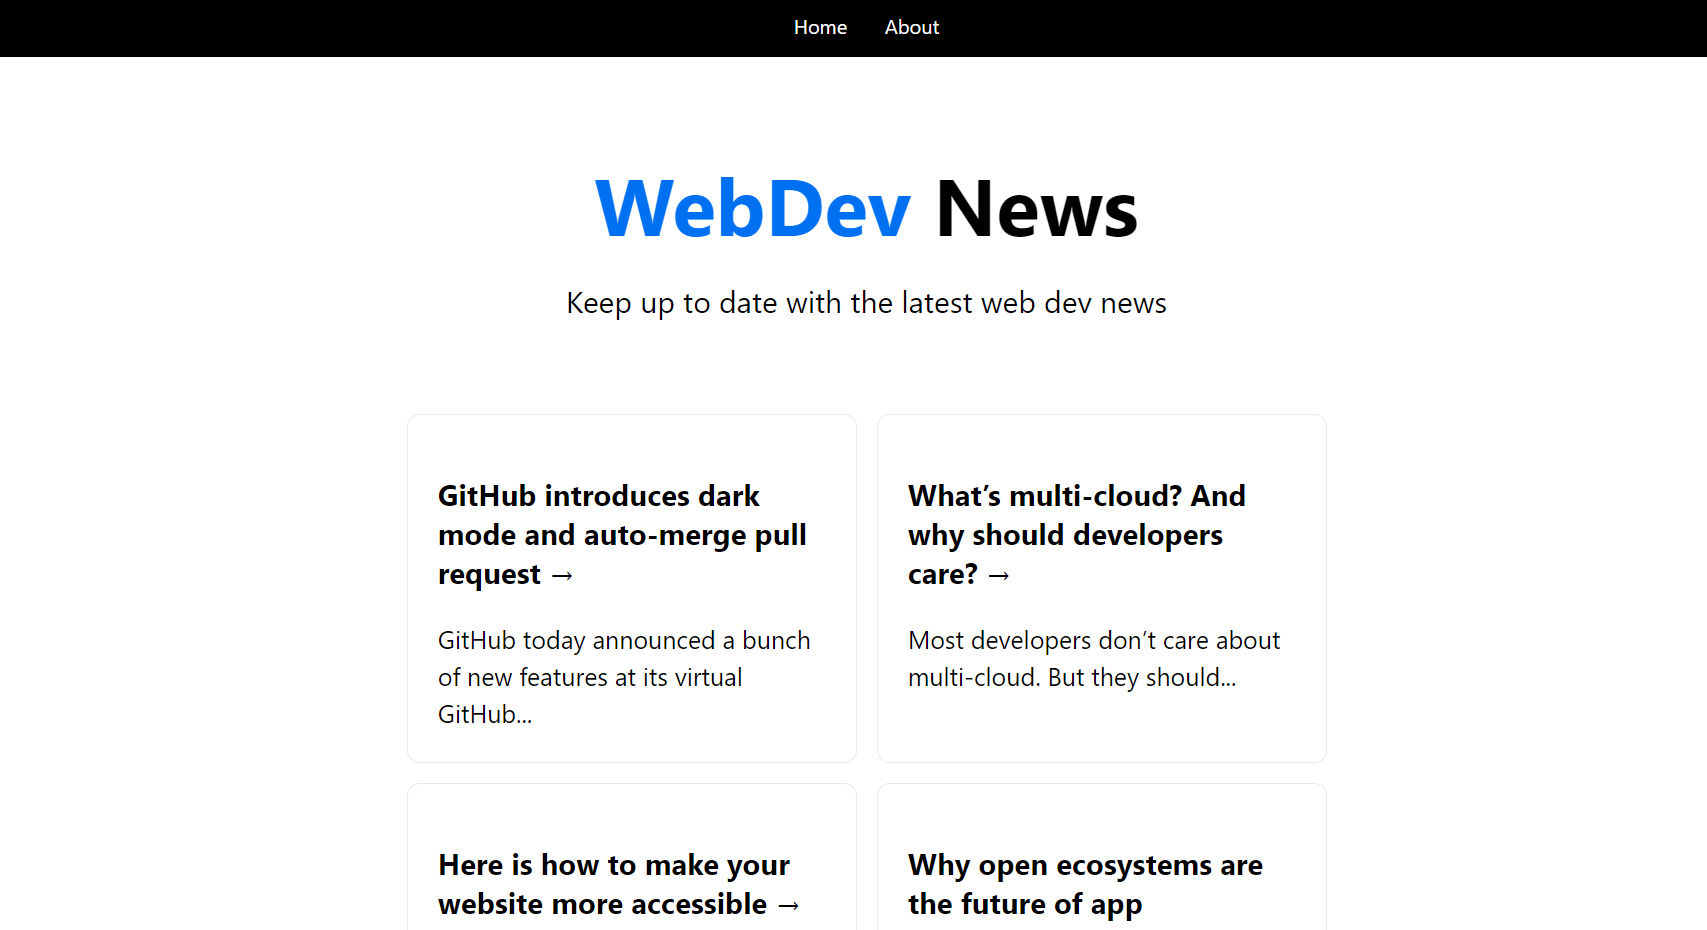 Home About
WebDev News
Keep up to date with the latest web dev news
GitHub introduces dark
mode and auto-merge pull
request →
GitHub today announced a bunch
of new features at its virtual
GitHub...
What’s multi-cloud? And
why should developers
care? →
Most developers don’t care about
multi-cloud. But they should...
Here is how to make your
website more accessible →
Why open ecosystems are
the future of app